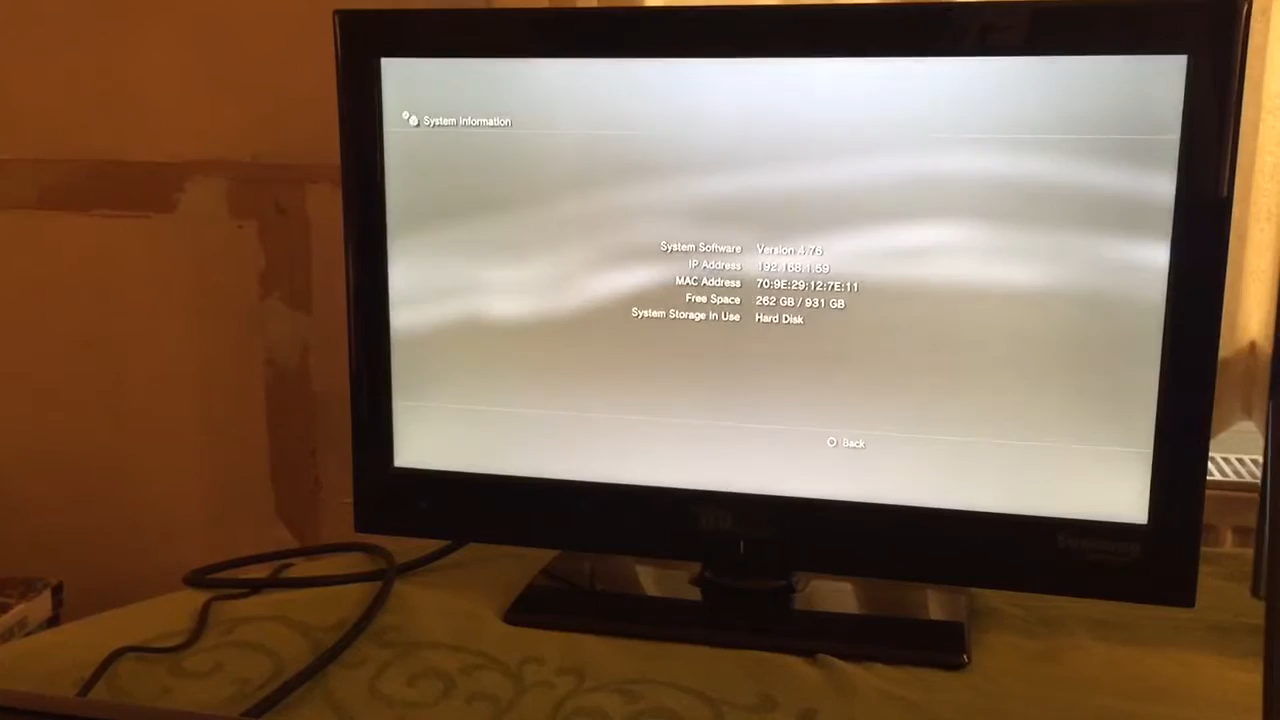 System Information
System Software Version 4.76
IP Address 192.168.1.59
MAC Address 70:9E:29:12:7E:11
Free Space 262 GB / 931 GB
System Storage In Use Hard Disk
Back